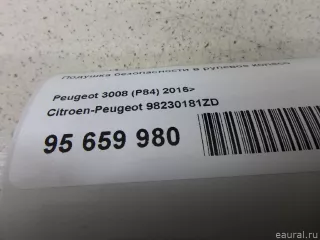 Подушка безопасности в рулевое колесо
Peugeot 3008 (P84) 2016>
Citroen-Peugeot 98230181ZD
95 659 980
eaural.ru